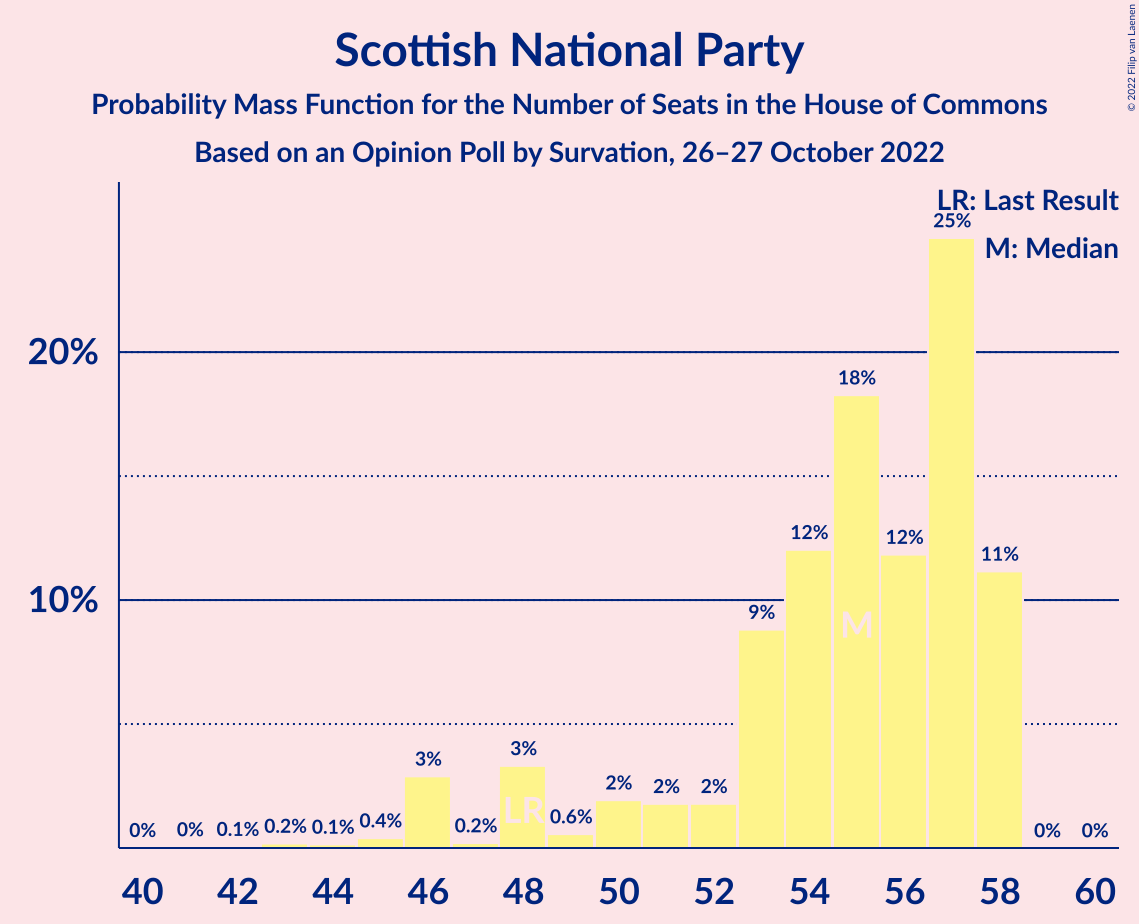 Scottish National Party
Probability Mass Function for the Number of Seats in the House of Commons
Based on an Opinion Poll by Survation, 26–27 October 2022
© 2022 Filip van Laenen
LR: Last Result
M: Median
20%
10%
0%
0%
0.1%
0.2%
0.1%
0.4%
3%
0.2%
3%
LR
0.6%
2%
2%
2%
9%
12%
18%
M
12%
25%
11%
0%
0%
40 42 44 46 48 50 52 54 56 58 60